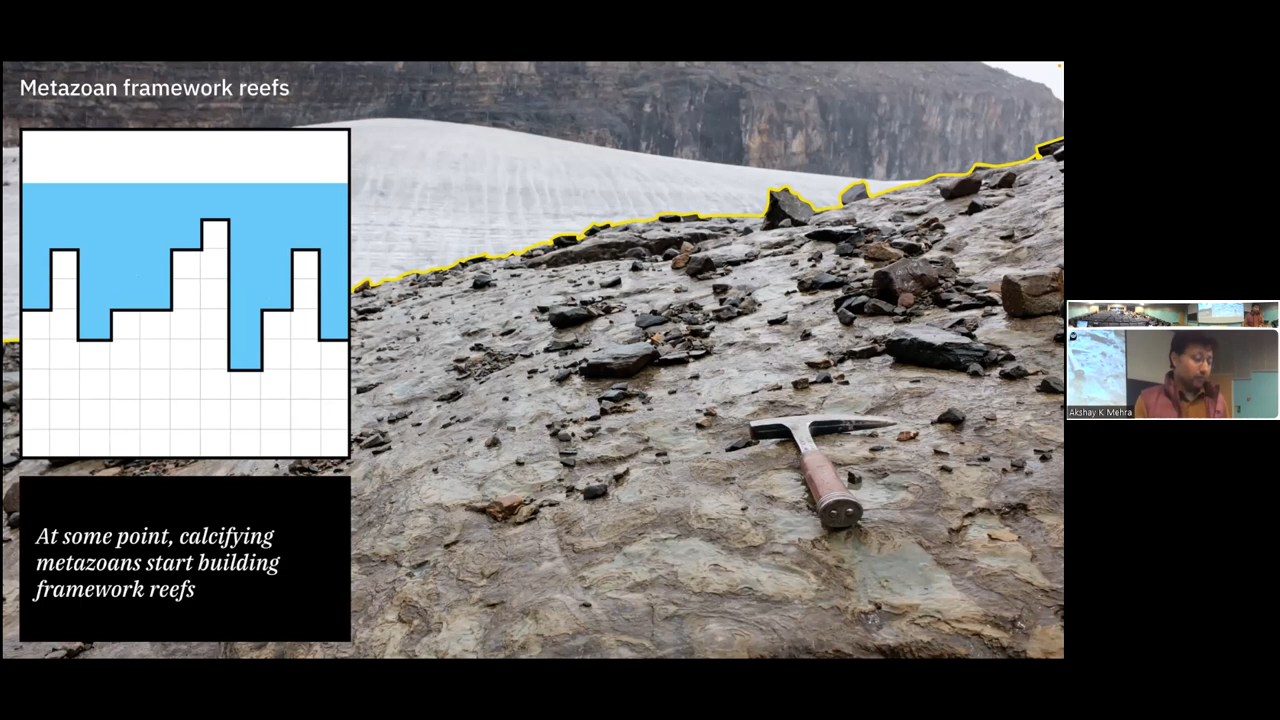 Metazoan framework reefs
At some point, calcifying
metazoans start building
framework reefs
Akshay K Mehra